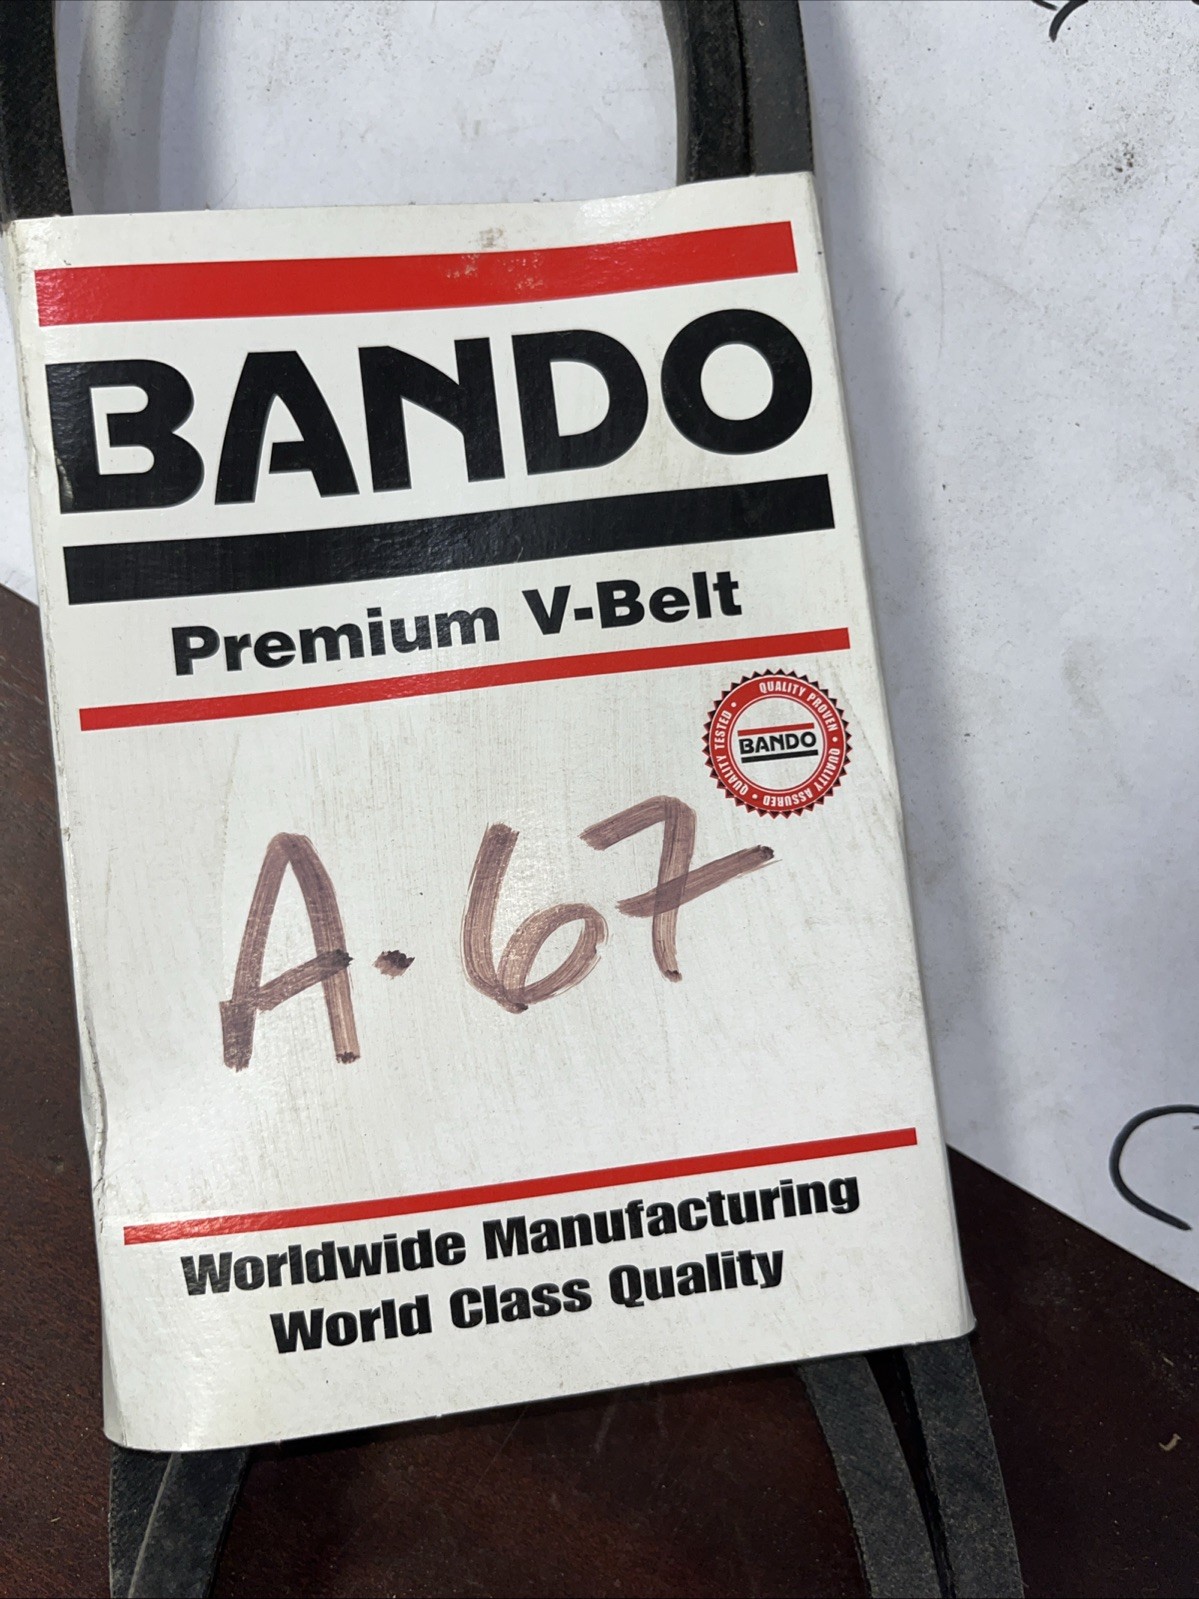 BANDO
Premium V-Belt
QUALITY TESTED • QUALITY PROVEN • QUALITY ASSURED •
BANDO
A-67
Worldwide Manufacturing
World Class Quality